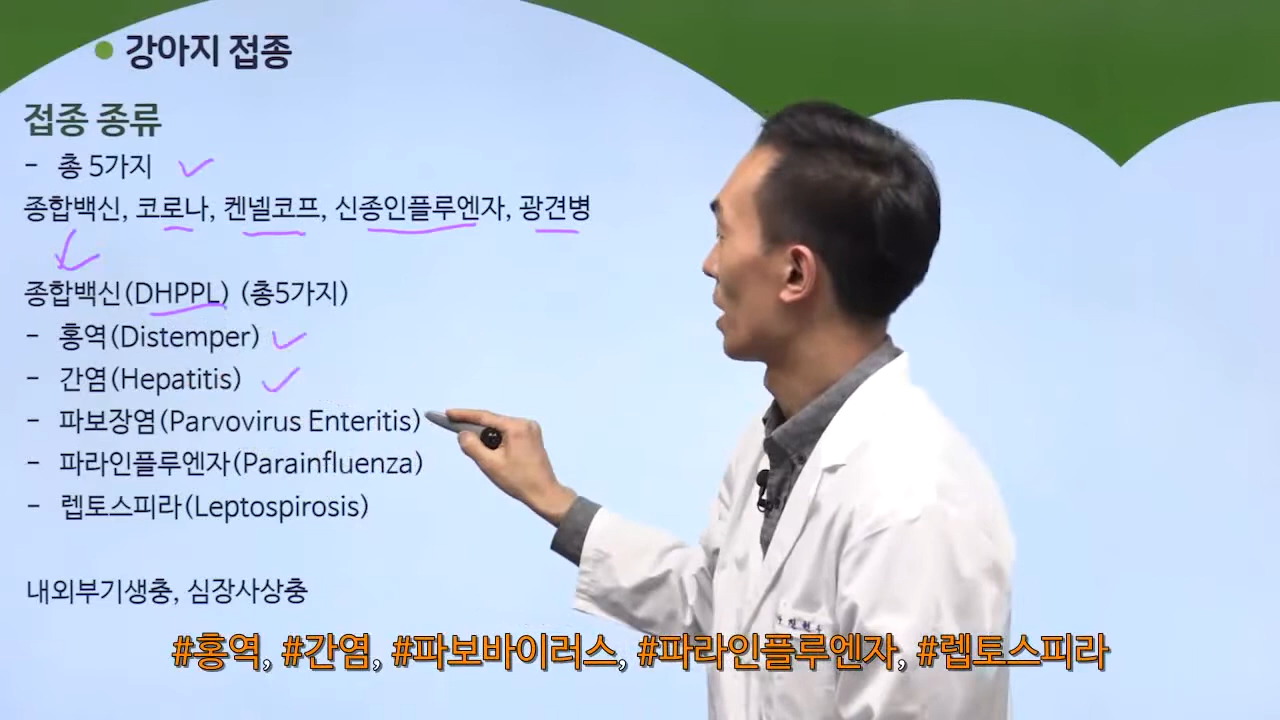 ● 강아지 접종
접종 종류
- 총 5가지
종합백신, 코로나, 켄넬코프, 신종인플루엔자, 광견병
종합백신(DHPPL) (총5가지)
- 홍역(Distemper)
- 간염(Hepatitis)
- 파보장염(Parvovirus Enteritis)
- 파라인플루엔자(Parainfluenza)
- 렙토스피라(Leptospirosis)
내외부기생충, 심장사상충
#홍역, #간염, #파보바이러스, #파라인플루엔자, #렙토스피라